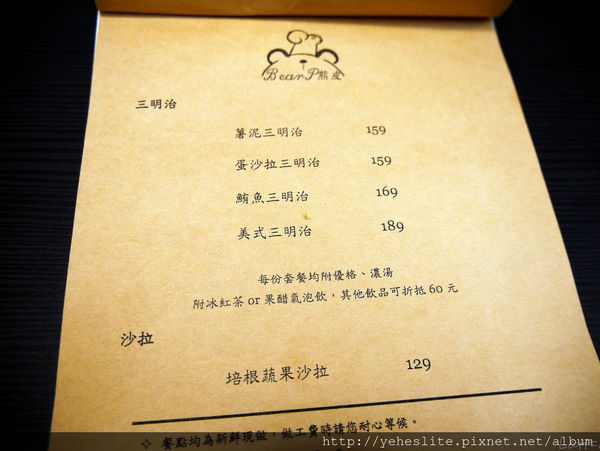 BearP熊皮
三明治
薯泥三明治 159
蛋沙拉三明治 159
鮪魚三明治 169
美式三明治 189
每份套餐均附優格、濃湯
附冰紅茶 or 果醋氣泡飲，其他飲品可折抵 60 元
沙拉
培根蔬果沙拉 129
✧ 餐點均為新鮮現做，做工費時請您耐心等候。
http://yeheslite.pixnet.net/album